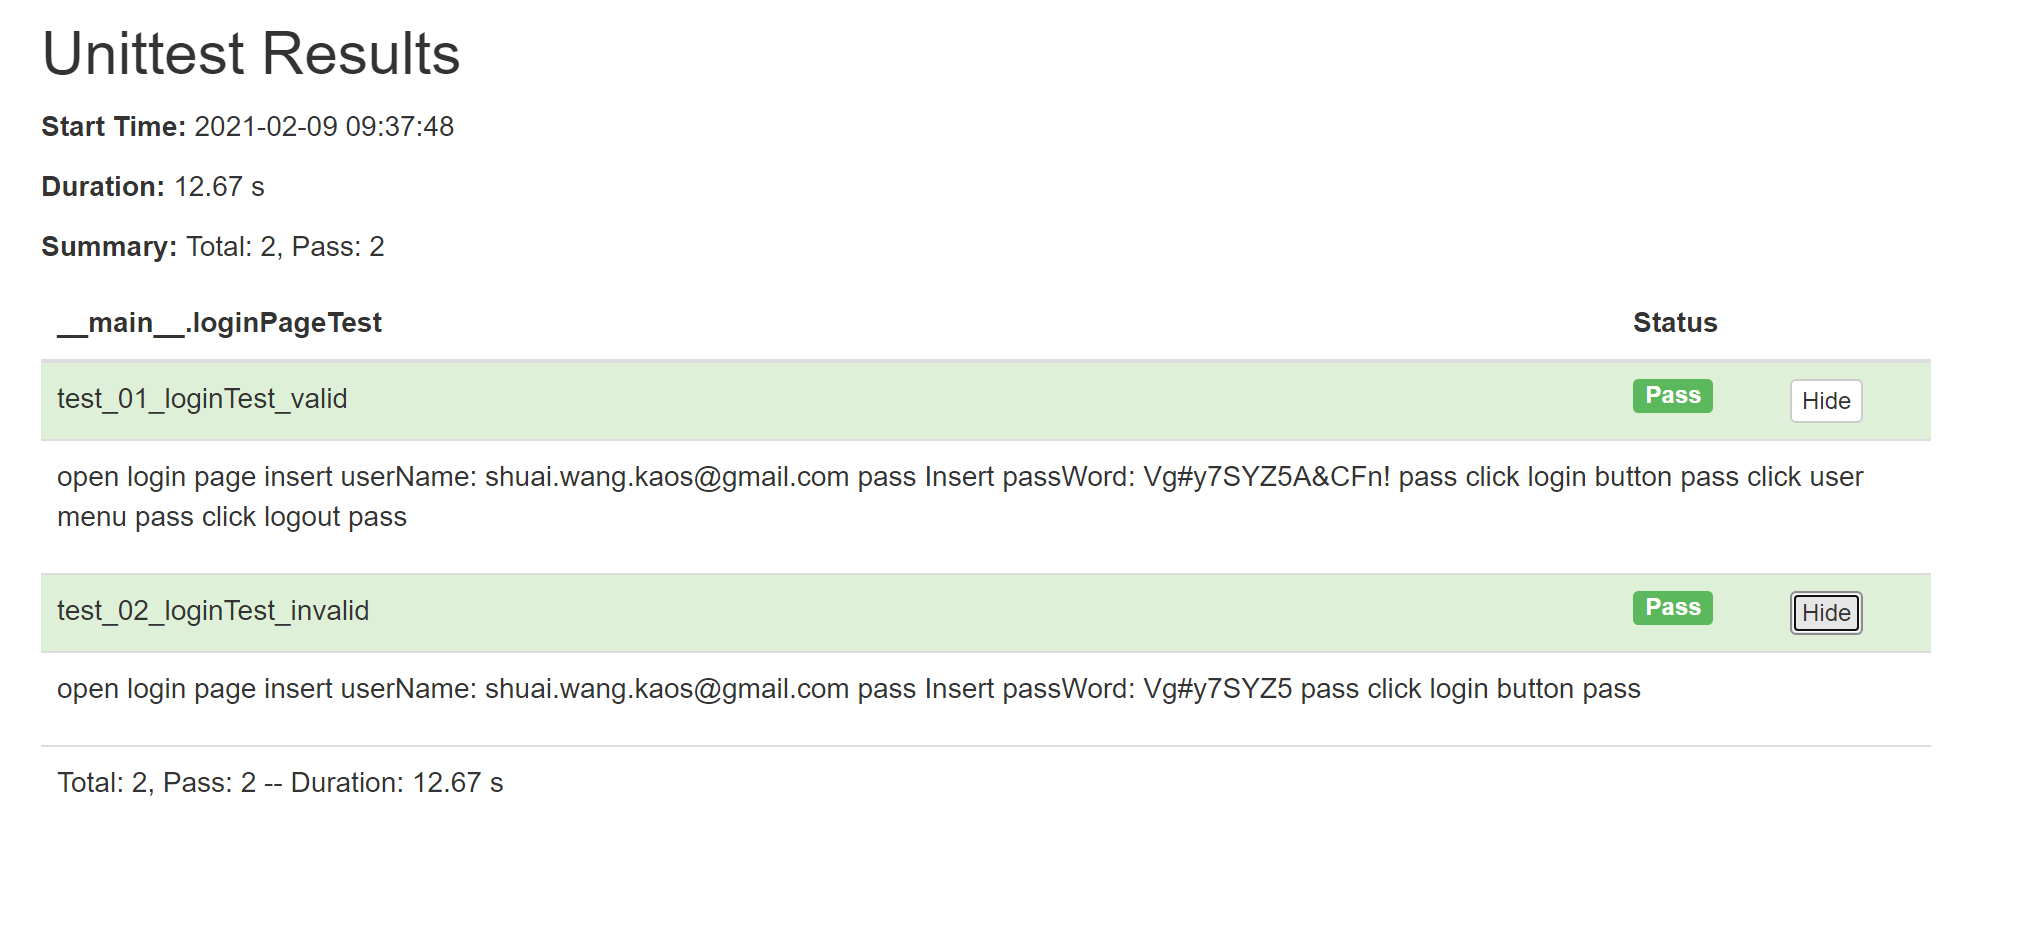 Unittest Results
Start Time: 2021-02-09 09:37:48
Duration: 12.67 s
Summary: Total: 2, Pass: 2
__main__.loginPageTest Status
test_01_loginTest_valid Pass Hide
open login page insert userName: shuai.wang.kaos@gmail.com pass Insert passWord: Vg#y7SYZ5A&CFn! pass click login button pass click user
menu pass click logout pass
test_02_loginTest_invalid Pass Hide
open login page insert userName: shuai.wang.kaos@gmail.com pass Insert passWord: Vg#y7SYZ5 pass click login button pass
Total: 2, Pass: 2 -- Duration: 12.67 s